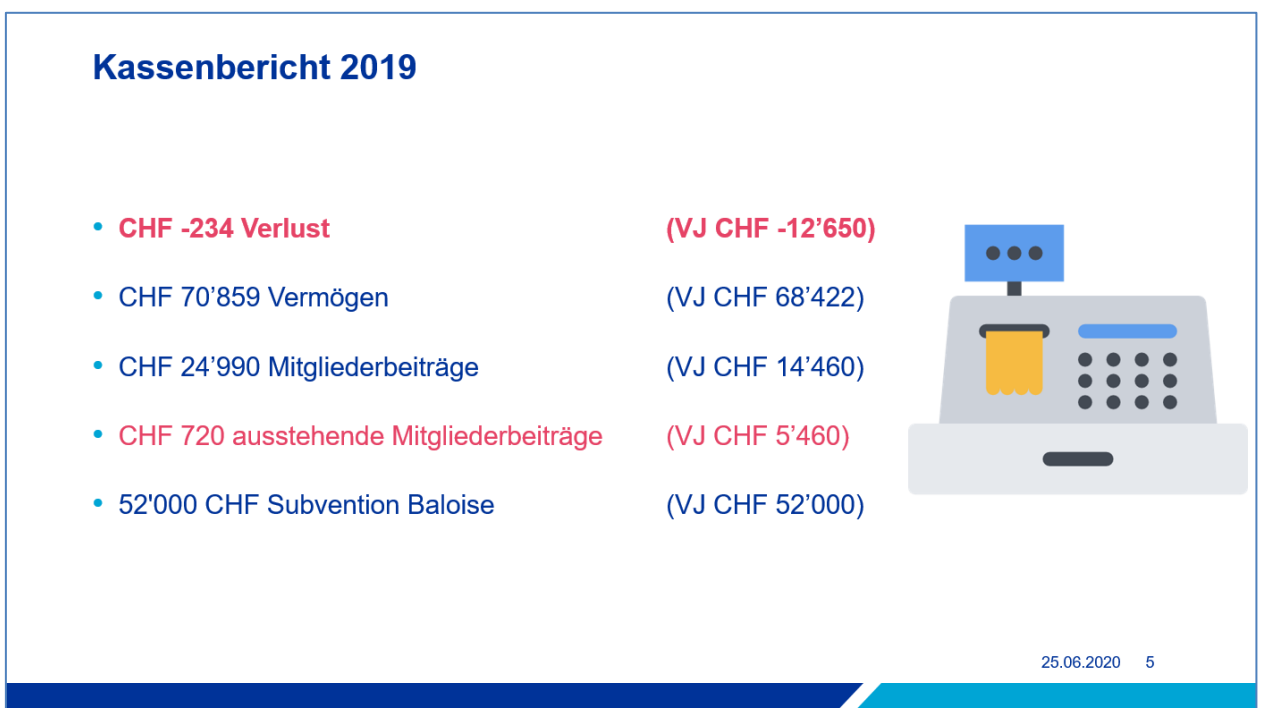 Kassenbericht 2019
• CHF -234 Verlust (VJ CHF -12’650)
• CHF 70’859 Vermögen (VJ CHF 68’422)
• CHF 24’990 Mitgliederbeiträge (VJ CHF 14’460)
• CHF 720 ausstehende Mitgliederbeiträge (VJ CHF 5’460)
• 52'000 CHF Subvention Baloise (VJ CHF 52’000)
25.06.2020 5